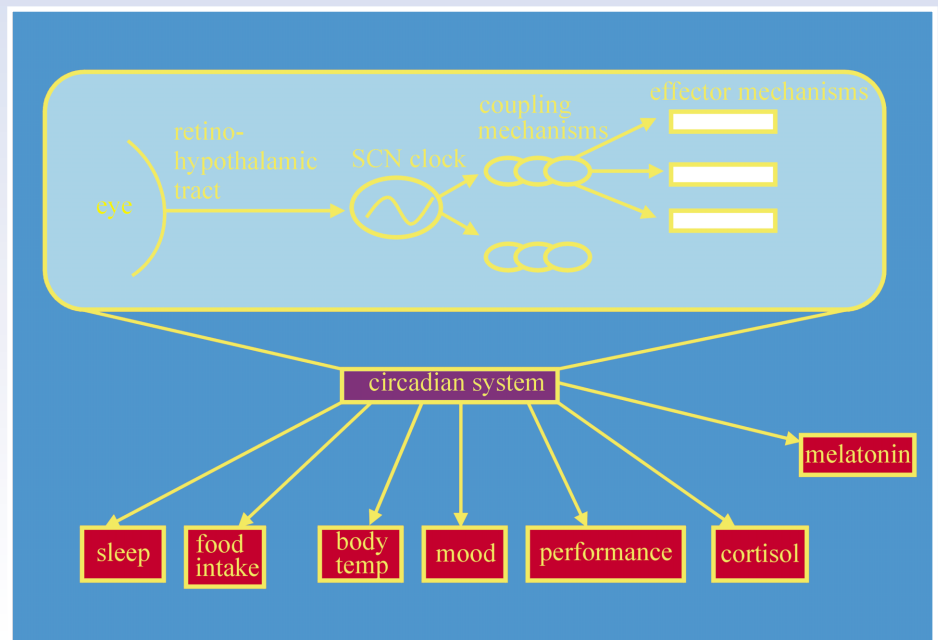 eye
retino-
hypothalamic
tract
SCN clock
coupling
mechanisms
effector mechanisms
circadian system
melatonin
sleep
food
intake
body
temp
mood
performance
cortisol